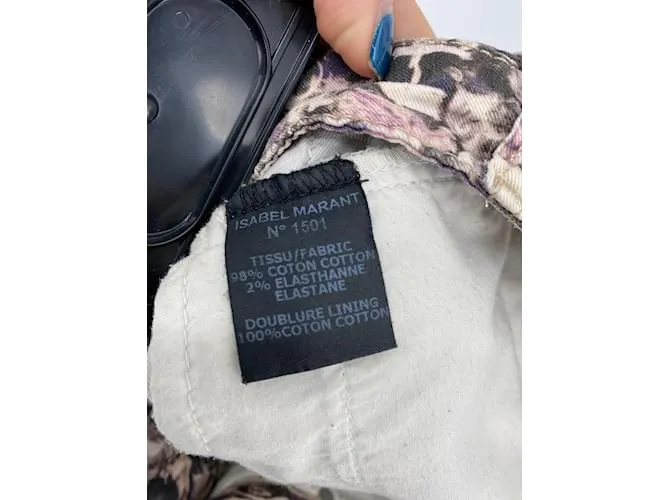 ISABEL MARANT
N° 1501
TISSU/FABRIC
98% COTON COTTON
2% ELASTHANNE
ELASTANE
DOUBLURE LINING
100%COTON COTTON